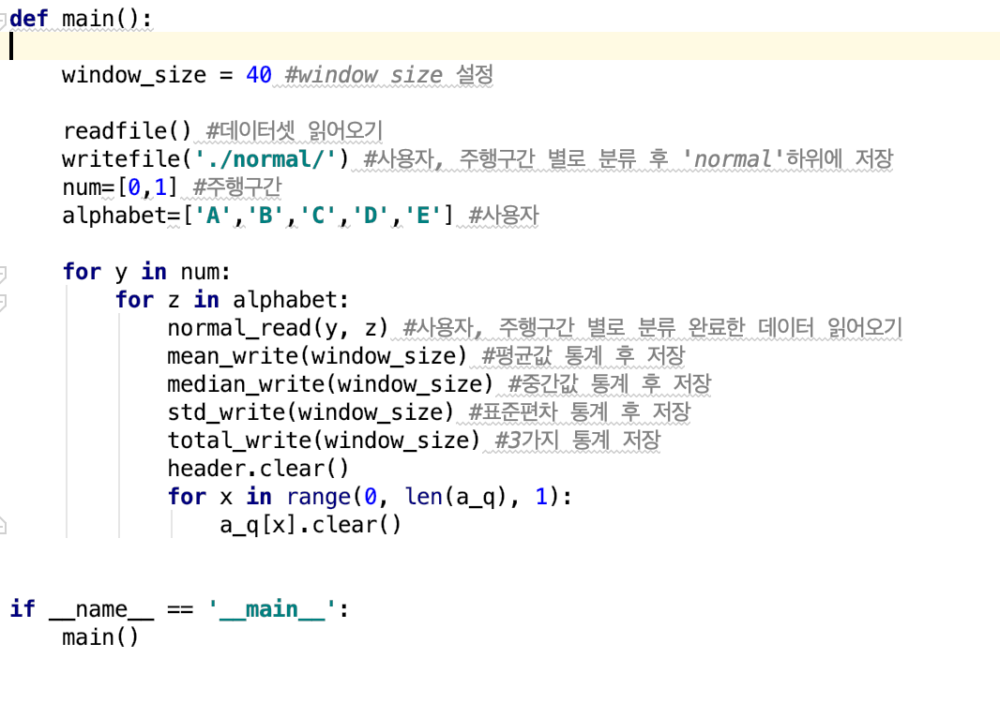 def main():
    window_size = 40 #window size 설정
    readfile() #데이터셋 읽어오기
    writefile('./normal/') #사용자, 주행구간 별로 분류 후 'normal'하위에 저장
    num=[0,1] #주행구간
    alphabet=['A','B','C','D','E'] #사용자
    for y in num:
        for z in alphabet:
            normal_read(y, z) #사용자, 주행구간 별로 분류 완료한 데이터 읽어오기
            mean_write(window_size) #평균값 통계 후 저장
            median_write(window_size) #중간값 통계 후 저장
            std_write(window_size) #표준편차 통계 후 저장
            total_write(window_size) #3가지 통계 저장
            header.clear()
            for x in range(0, len(a_q), 1):
                a_q[x].clear()
if __name__ == '__main__':
    main()